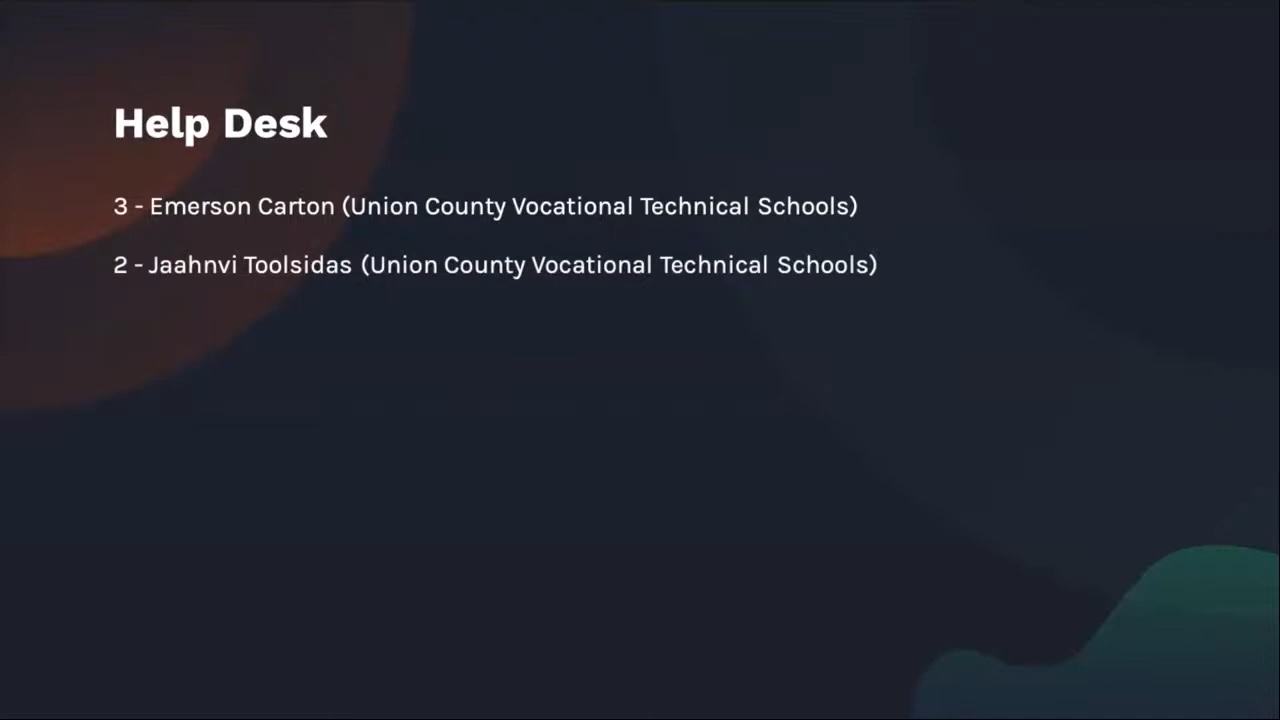 Help Desk
3 - Emerson Carton (Union County Vocational Technical Schools)
2 - Jaahnvi Toolsidas (Union County Vocational Technical Schools)